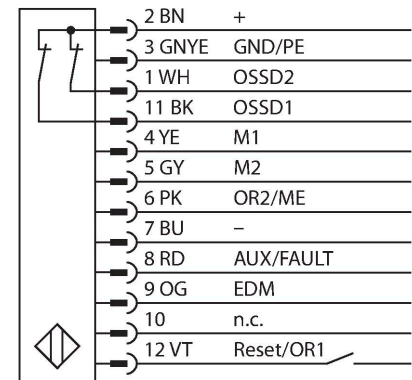 2 BN +
3 GNYE GND/PE
1 WH OSSD2
11 BK OSSD1
4 YE M1
5 GY M2
6 PK OR2/ME
7 BU –
8 RD AUX/FAULT
9 OG EDM
10 n.c.
12 VT Reset/OR1